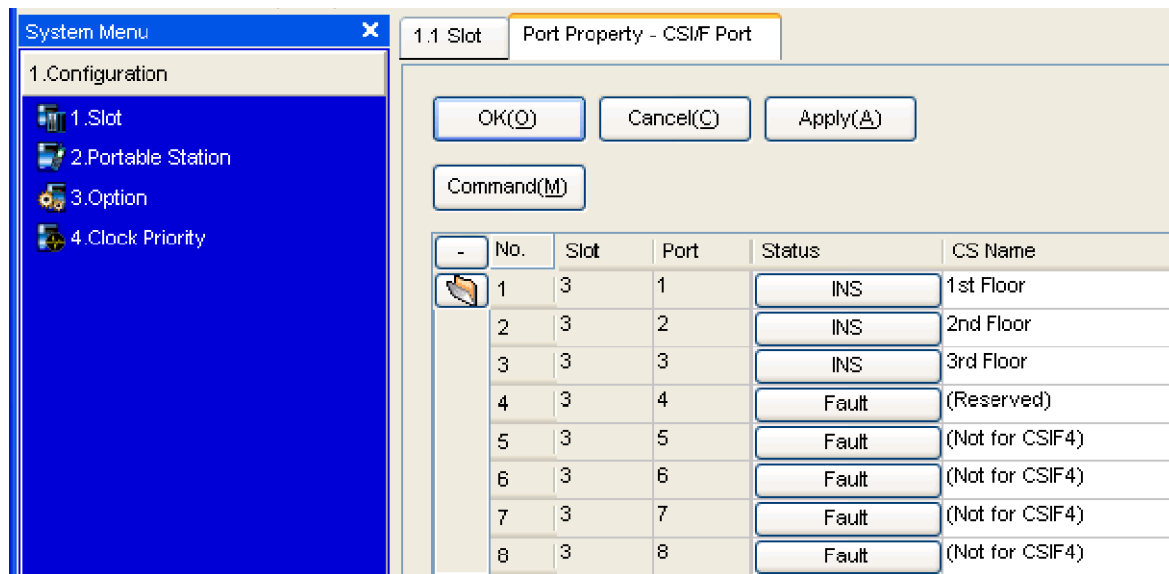 System Menu
1.Configuration
1.Slot
2.Portable Station
3.Option
4.Clock Priority
1.1 Slot
Port Property - CSI/F Port
OK(O) Cancel(C) Apply(A)
Command(M)
- No. Slot Port Status CS Name
1 3 1 INS 1st Floor
2 3 2 INS 2nd Floor
3 3 3 INS 3rd Floor
4 3 4 Fault (Reserved)
5 3 5 Fault (Not for CSIF4)
6 3 6 Fault (Not for CSIF4)
7 3 7 Fault (Not for CSIF4)
8 3 8 Fault (Not for CSIF4)